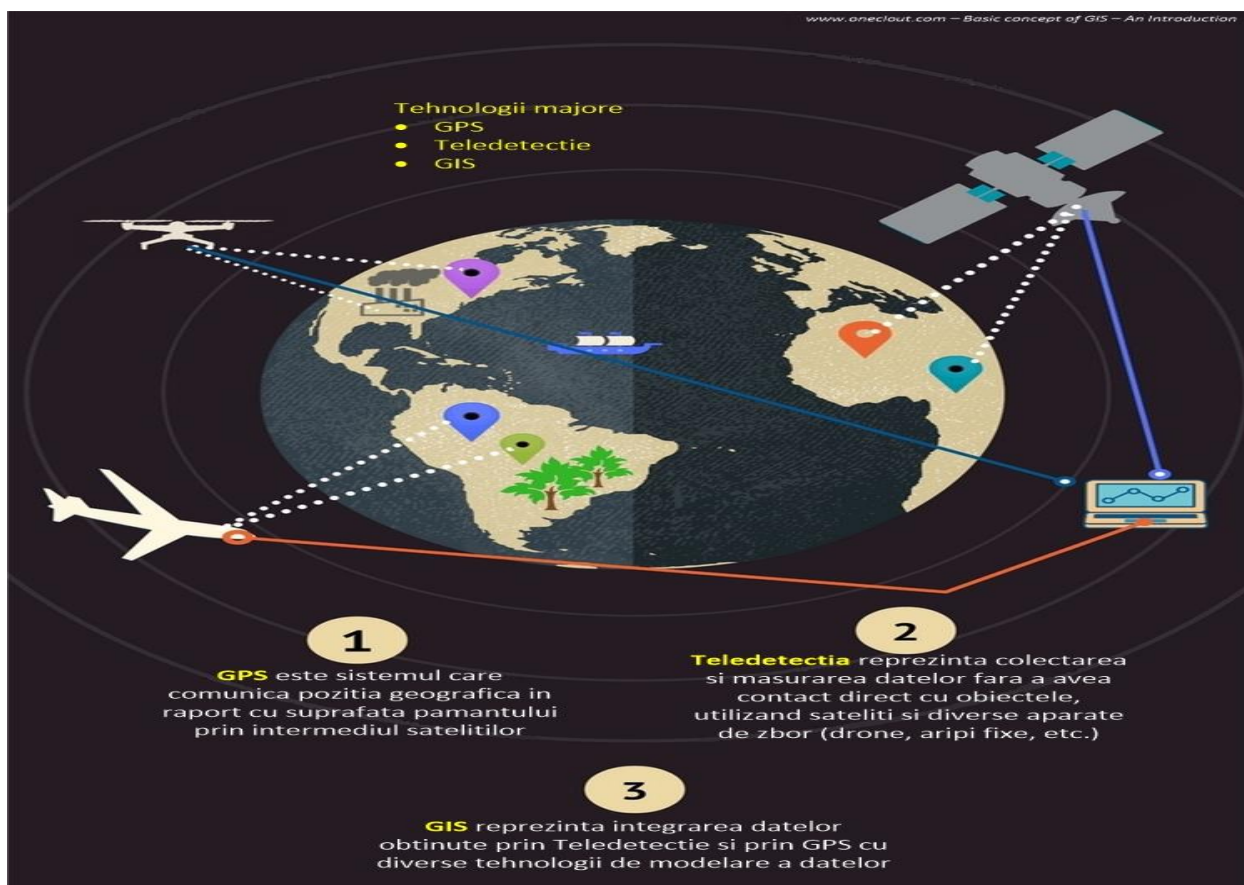 www.oneclout.com – Basic concept of GIS – An Introduction
Tehnologii majore
• GPS
• Teledetectie
• GIS
1
GPS este sistemul care
comunica pozitia geografica in
raport cu suprafata pamantului
prin intermediul satelitilor
2
Teledetectia reprezinta colectarea
si masurarea datelor fara a avea
contact direct cu obiectele,
utilizand sateliti si diverse aparate
de zbor (drone, aripi fixe, etc.)
3
GIS reprezinta integrarea datelor
obtinute prin Teledetectie si prin GPS cu
diverse tehnologii de modelare a datelor